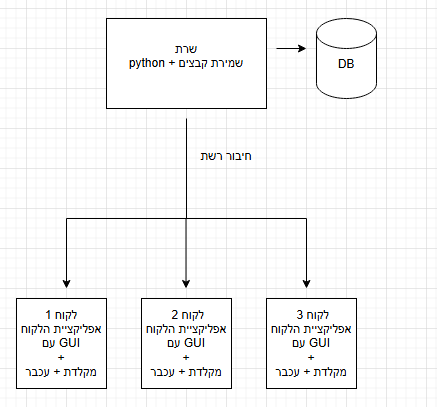 שרת
שמירת קבצים + python
DB
חיבור רשת
לקוח 1
אפליקציית הלקוח
עם GUI
+
מקלדת + עכבר
לקוח 2
אפליקציית הלקוח
עם GUI
+
מקלדת + עכבר
לקוח 3
אפליקציית הלקוח
עם GUI
+
מקלדת + עכבר